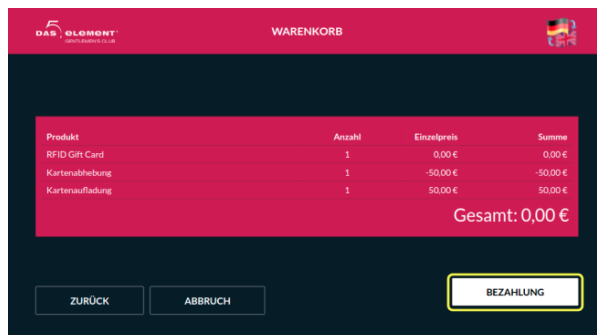 DAS 5. eLeMeNT
GENTLEMEN'S CLUB
WARENKORB
Produkt Anzahl Einzelpreis Summe
RFID Gift Card 1 0,00 € 0,00 €
Kartenabhebung 1 -50,00 € -50,00 €
Kartenaufladung 1 50,00 € 50,00 €
Gesamt: 0,00 €
ZURÜCK ABBRUCH BEZAHLUNG